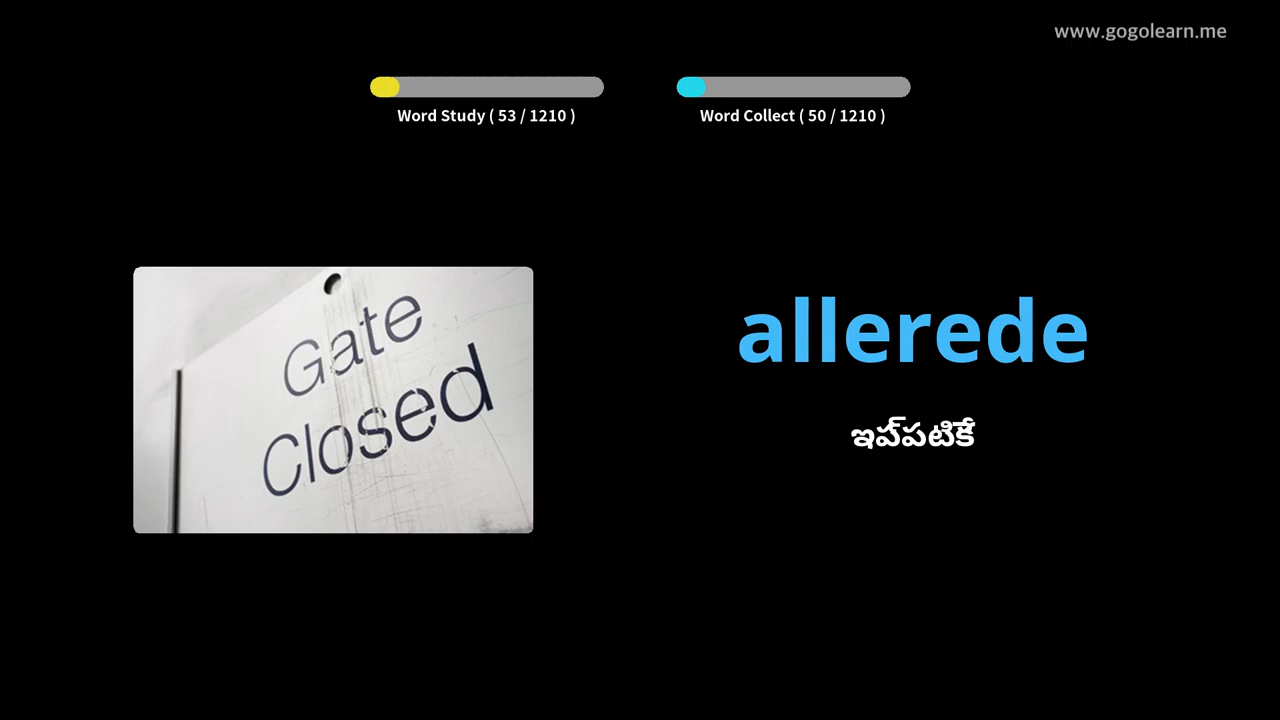 www.gogolearn.me
Word Study ( 53 / 1210 )
Word Collect ( 50 / 1210 )
Gate
Closed
allerede
ఇప్పటికే